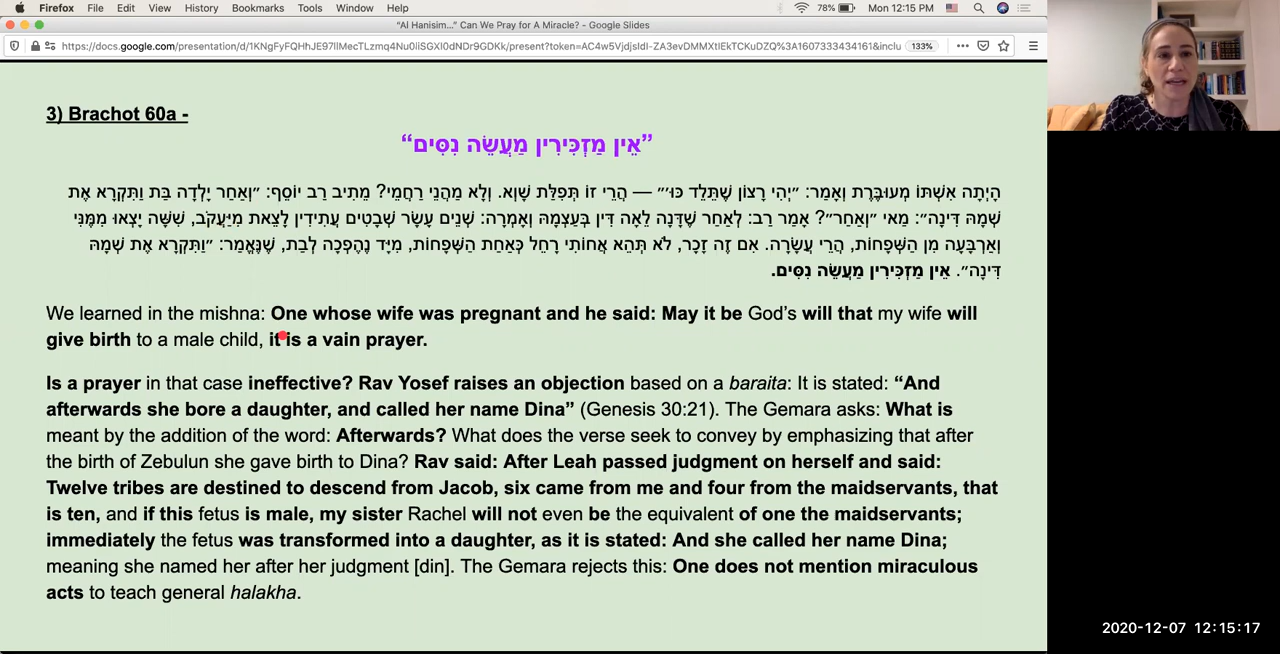 Firefox File Edit View History Bookmarks Tools Window Help 78% Mon 12:15 PM
"Al Hanisim..." Can We Pray for A Miracle? - Google Slides
133%
3) Brachot 60a -
"אֵין מַזְכִּירִין מַעֲשֵׂה נִסִּים"
הָיְתָה אִשְׁתּוֹ מְעוּבֶּרֶת וְאָמַר: ״יְהִי רָצוֹן שֶׁתֵּלֵד כּוּ׳״ — הֲרֵי זוֹ תְּפִלַּת שָׁוְא. וְלָא מַהֲנֵי רַחֲמֵי? מֵתִיב רַב יוֹסֵף: ״וְאַחַר יָלְדָה בַּת וַתִּקְרָא אֶת
שְׁמָהּ דִּינָה״: מַאי ״וְאַחַר״? אָמַר רַב: לְאַחַר שֶׁדָּנָה לֵאָה דִּין בְּעַצְמָהּ וְאָמְרָה: שְׁנֵים עָשָׂר שְׁבָטִים עֲתִידִין לָצֵאת מִיַּעֲקֹב, שִׁשָּׁה יָצְאוּ מִמֶּנִּי
וְאַרְבָּעָה מִן הַשְּׁפָחוֹת, הֲרֵי עֲשָׂרָה. אִם זֶה זָכָר, לֹא תְּהֵא אֲחוֹתִי רָחֵל כְּאַחַת הַשְּׁפָחוֹת, מִיָּד נֶהֶפְכָה לְבַת, שֶׁנֶּאֱמַר: ״וַתִּקְרָא אֶת שְׁמָהּ
דִּינָה״. אֵין מַזְכִּירִין מַעֲשֵׂה נִסִּים.
We learned in the mishna: One whose wife was pregnant and he said: May it be God's will that my wife will
give birth to a male child, it is a vain prayer.
Is a prayer in that case ineffective? Rav Yosef raises an objection based on a baraita: It is stated: "And
afterwards she bore a daughter, and called her name Dina" (Genesis 30:21). The Gemara asks: What is
meant by the addition of the word: Afterwards? What does the verse seek to convey by emphasizing that after
the birth of Zebulun she gave birth to Dina? Rav said: After Leah passed judgment on herself and said:
Twelve tribes are destined to descend from Jacob, six came from me and four from the maidservants, that
is ten, and if this fetus is male, my sister Rachel will not even be the equivalent of one the maidservants;
immediately the fetus was transformed into a daughter, as it is stated: And she called her name Dina;
meaning she named her after her judgment [din]. The Gemara rejects this: One does not mention miraculous
acts to teach general halakha.
2020-12-07 12:15:17